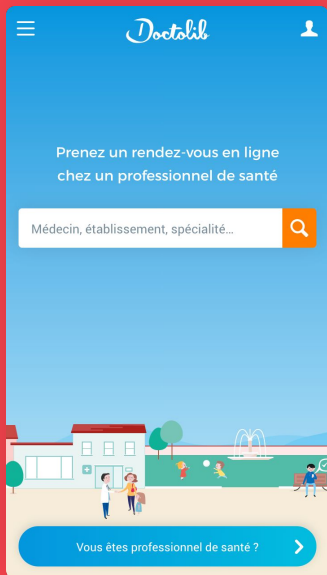 Doctolib
Prenez un rendez-vous en ligne
chez un professionnel de santé
Médecin, établissement, spécialité...
Vous êtes professionnel de santé ?